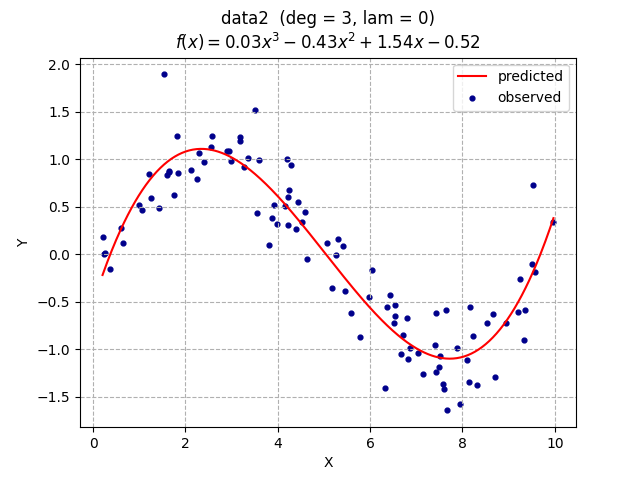 data2  (deg = 3, lam = 0)
f(x) = 0.03x³ − 0.43x² + 1.54x − 0.52
predicted
observed
2.0
1.5
1.0
0.5
0.0
−0.5
−1.0
−1.5
Y
0 2 4 6 8 10
X